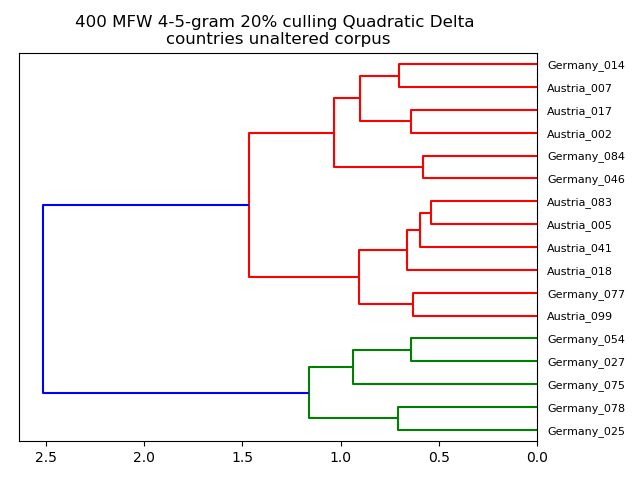 400 MFW 4-5-gram 20% culling Quadratic Delta
countries unaltered corpus
Germany_014
Austria_007
Austria_017
Austria_002
Germany_084
Germany_046
Austria_083
Austria_005
Austria_041
Austria_018
Germany_077
Austria_099
Germany_054
Germany_027
Germany_075
Germany_078
Germany_025
2.5 2.0 1.5 1.0 0.5 0.0